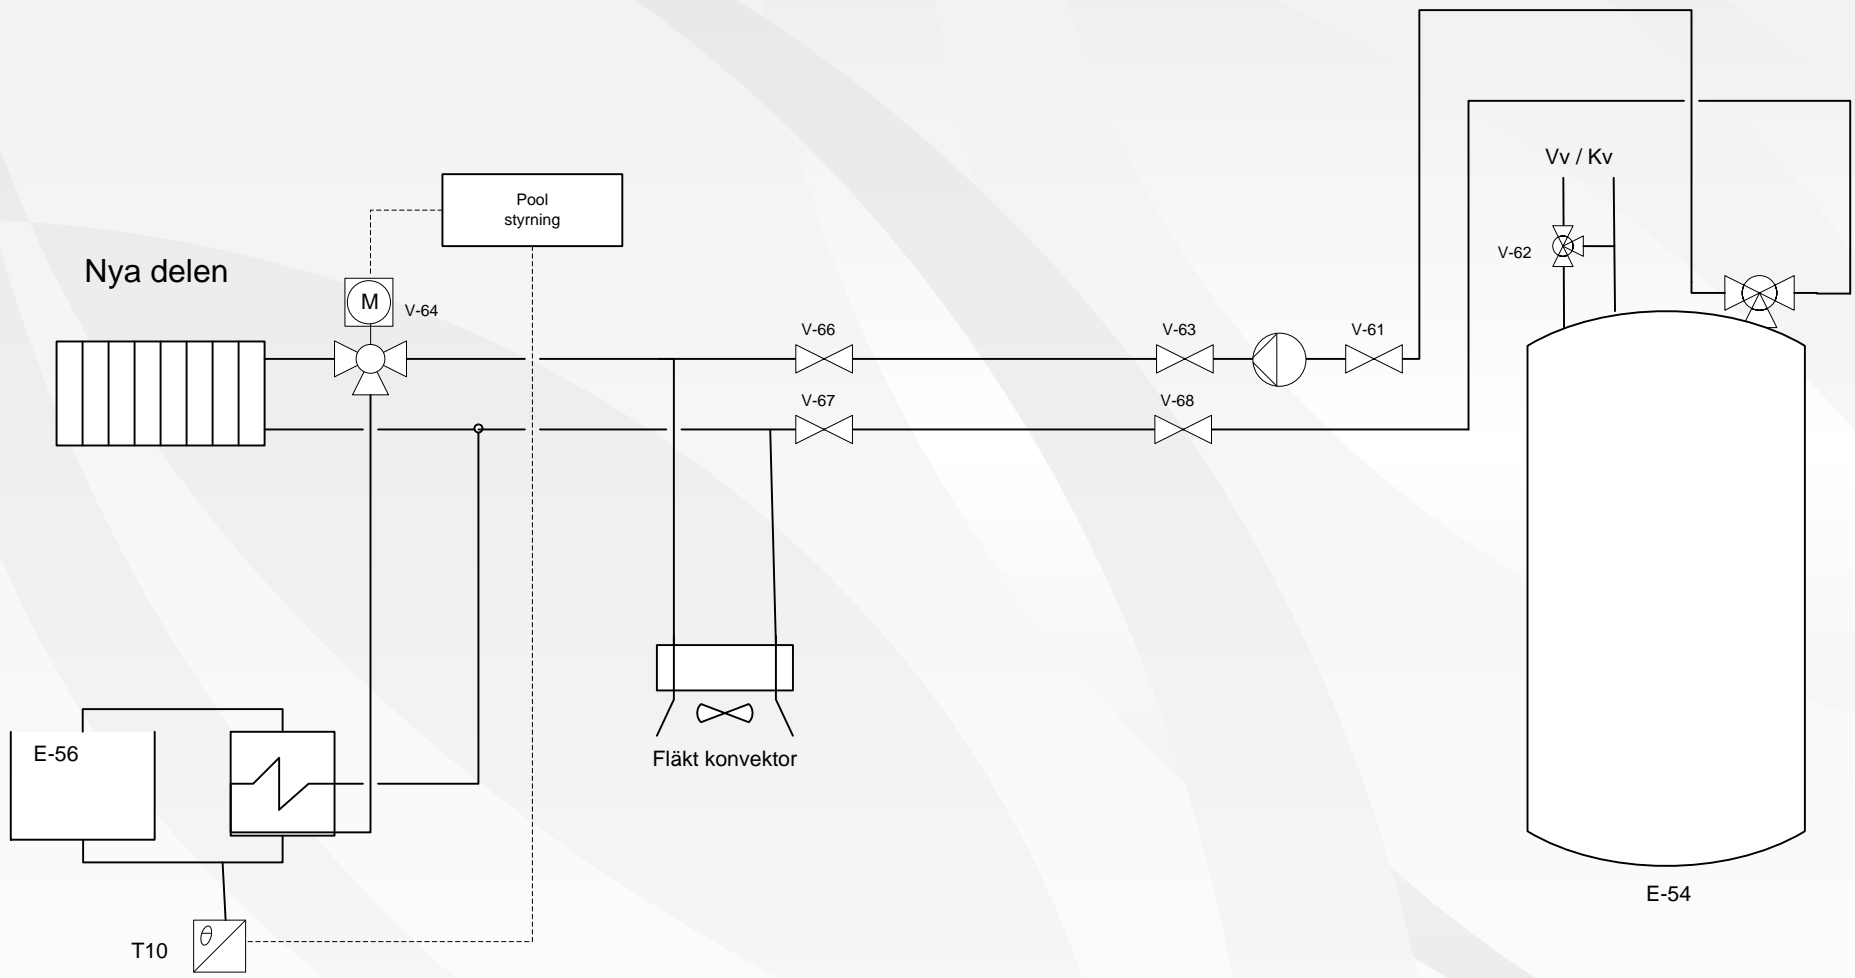 Vv / Kv
Pool
styrning
V-62
Nya delen
M
V-64
V-66
V-63
V-61
V-67
V-68
E-56
Fläkt konvektor
E-54
θ
T10